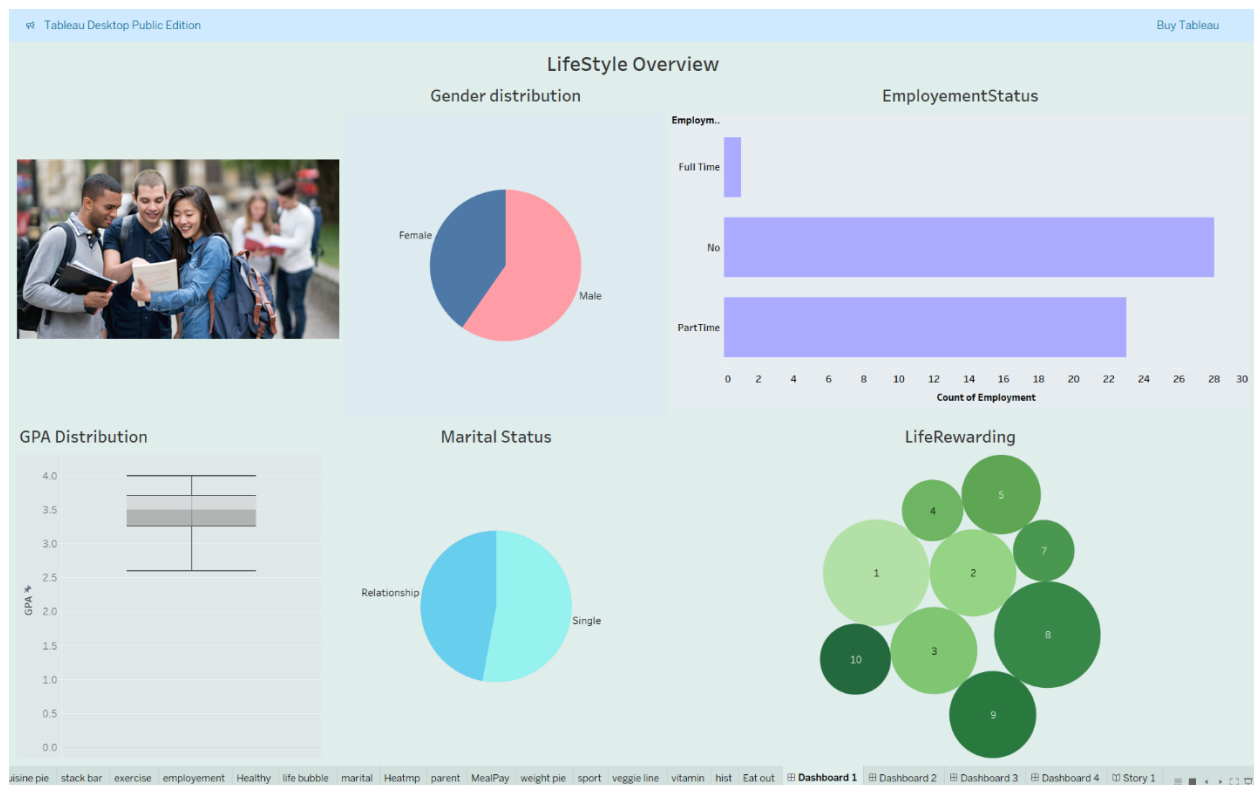 Tableau Desktop Public Edition
Buy Tableau
LifeStyle Overview
Gender distribution
Female
Male
EmployementStatus
Employm..
Full Time
No
PartTime
0 2 4 6 8 10 12 14 16 18 20 22 24 26 28 30
Count of Employment
GPA Distribution
4.0
3.5
3.0
2.5
2.0
1.5
1.0
0.5
0.0
GPA
Marital Status
Relationship
Single
LifeRewarding
5
4
7
1
2
8
3
10
9
uisine pie stack bar exercise employement Healthy life bubble marital Heatmp parent MealPay weight pie sport veggie line vitamin hist Eat out Dashboard 1 Dashboard 2 Dashboard 3 Dashboard 4 Story 1